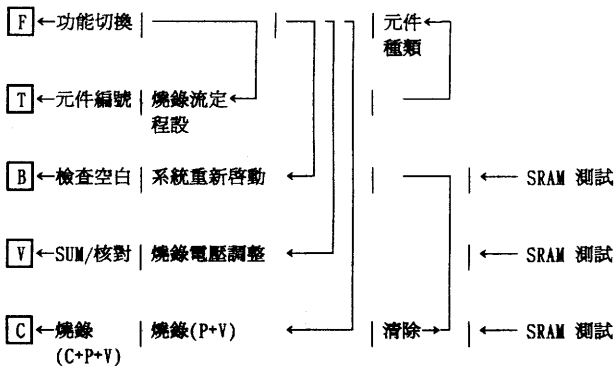 F ←功能切換 | | | 元件
種類
T ←元件編號 | 燒錄流定← |
程設
B ←檢查空白 | 系統重新啓動 ← | | ← SRAM 測試
V ←SUM/核對 | 燒錄電壓調整 ← | ← SRAM 測試
C ←燒錄 | 燒錄(P+V) ← | 清除→ | ← SRAM 測試
(C+P+V)